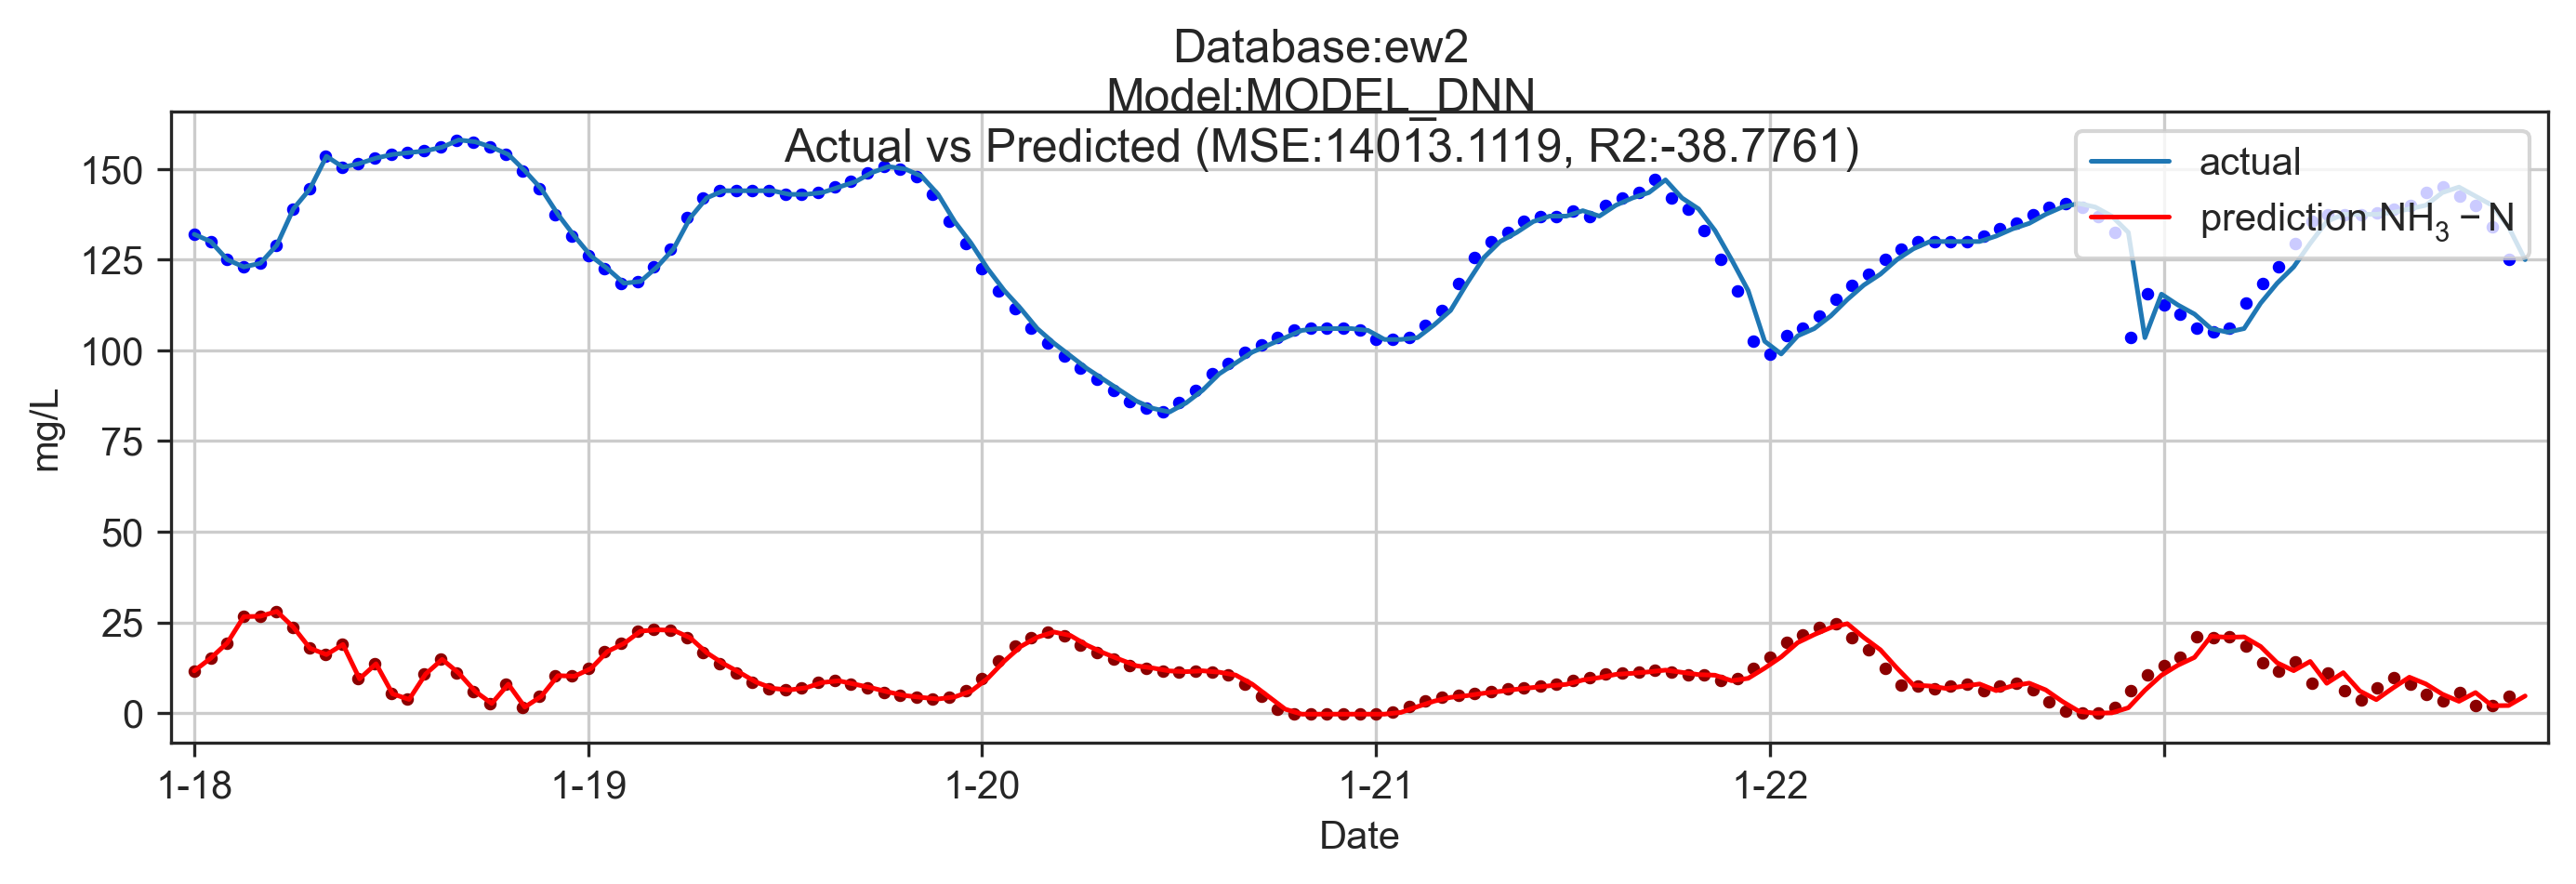 Database:ew2
Model:MODEL_DNN
Actual vs Predicted (MSE:14013.1119, R2:-38.7761)
actual
prediction NH₃ − N
150
125
100
75
50
25
0
mg/L
1-18 1-19 1-20 1-21 1-22
Date